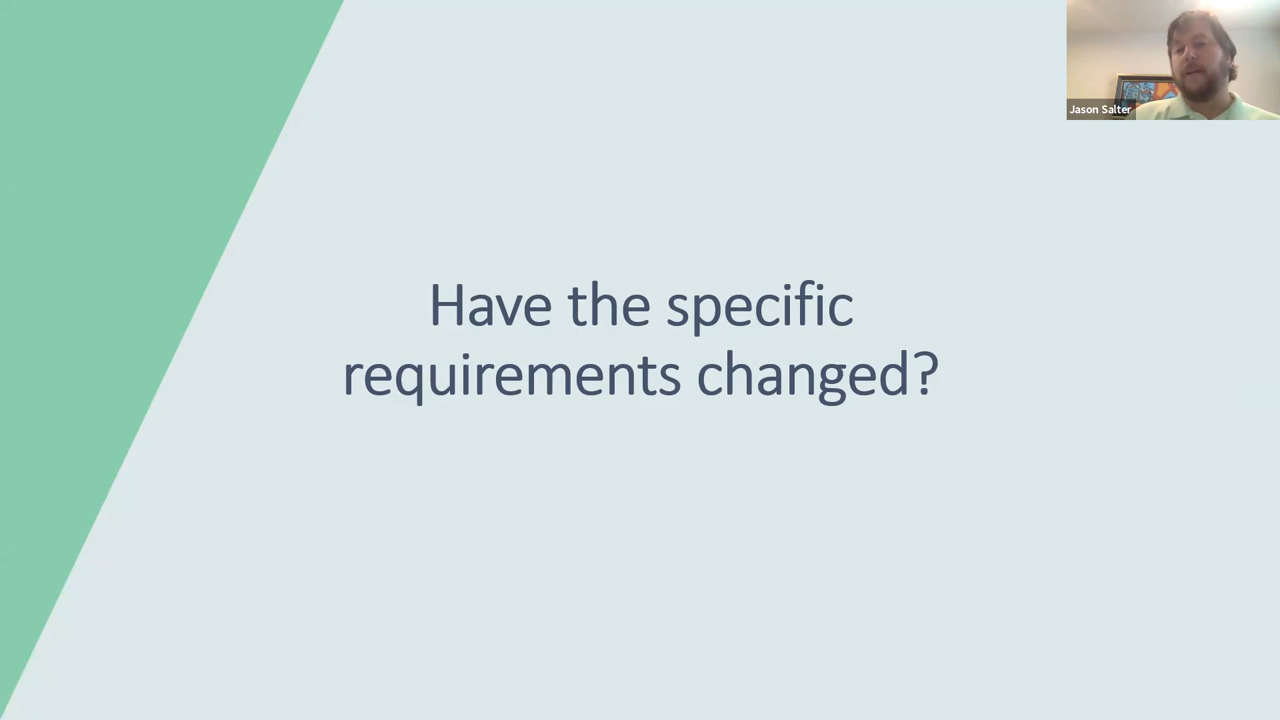 Jason Salter
Have the specific
requirements changed?